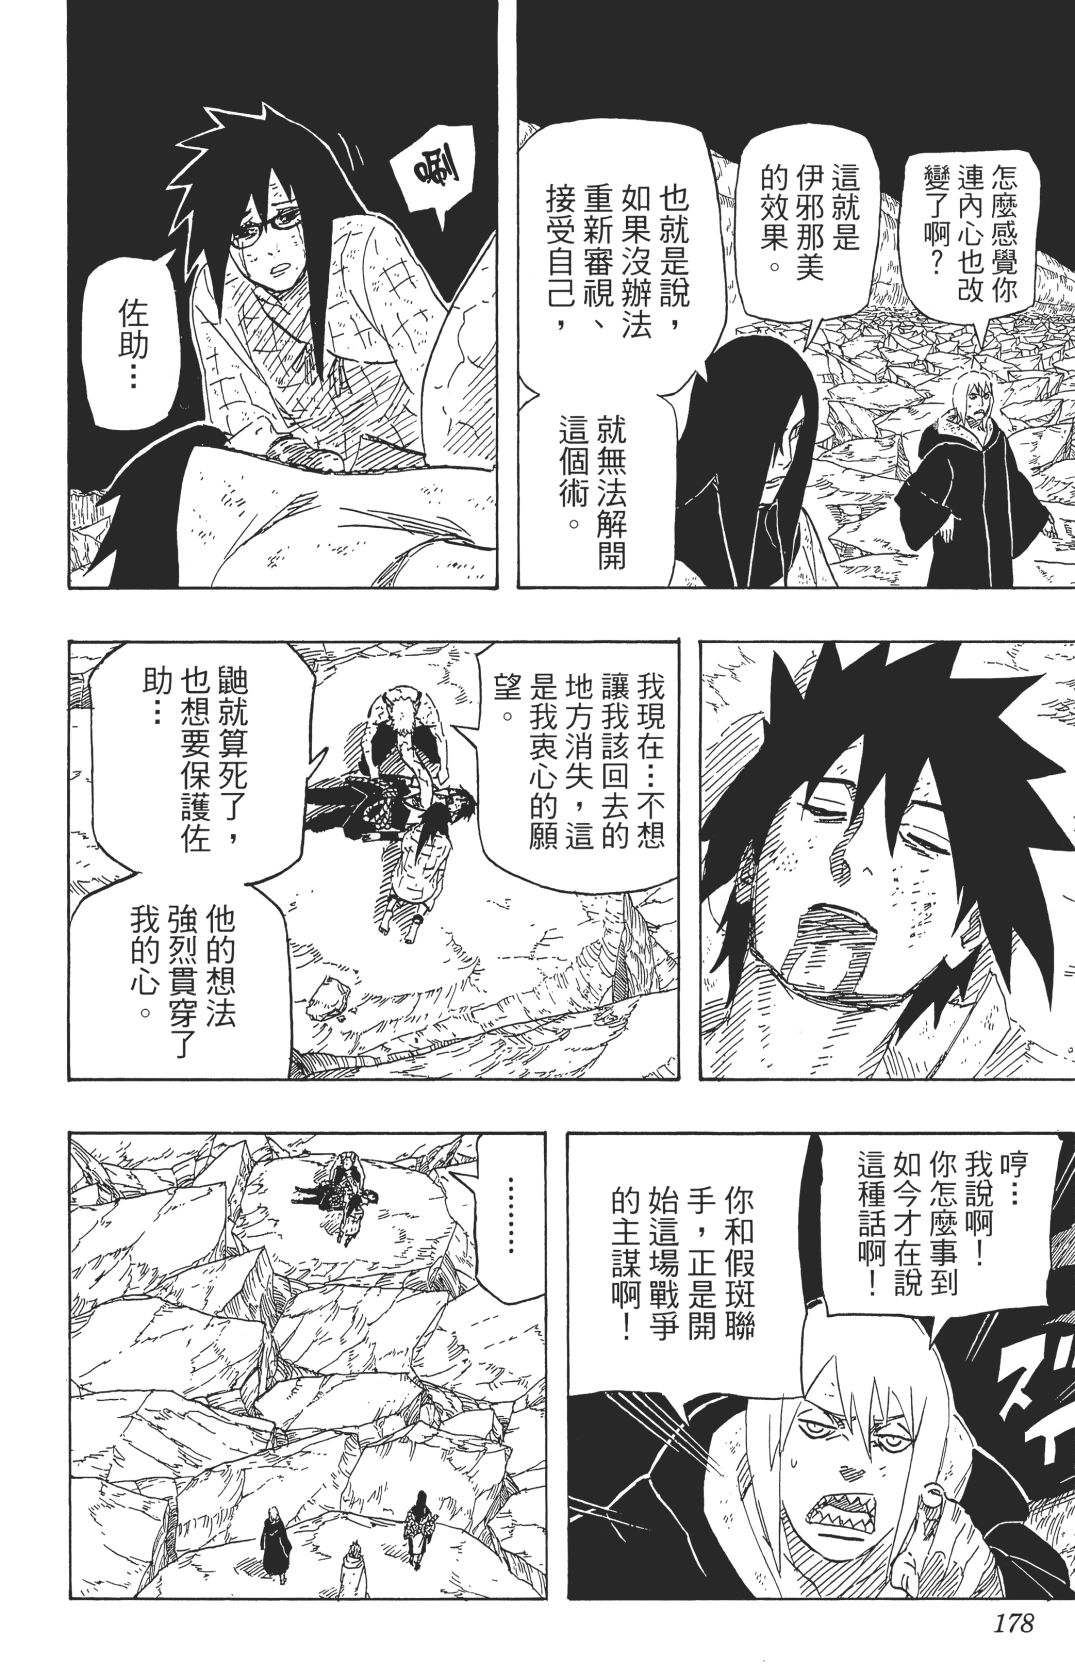 怎麼感覺你
連內心也改
變了啊？
這就是
伊邪那美
的效果。
也就是說，
如果沒辦法
重新審視、
接受自己，
就無法解開
這個術。
佐助…
我現在…不想
讓我該回去的
地方消失，這
是我衷心的願
望。
鼬就算死了，
也想要保護佐
助…
他的想法
強烈貫穿了
我的心。
哼…
我說啊！
你怎麼事到
如今才在說
這種話啊！
你和假斑聯
手，正是開
始這場戰爭
的主謀啊！
ズイ
………
178